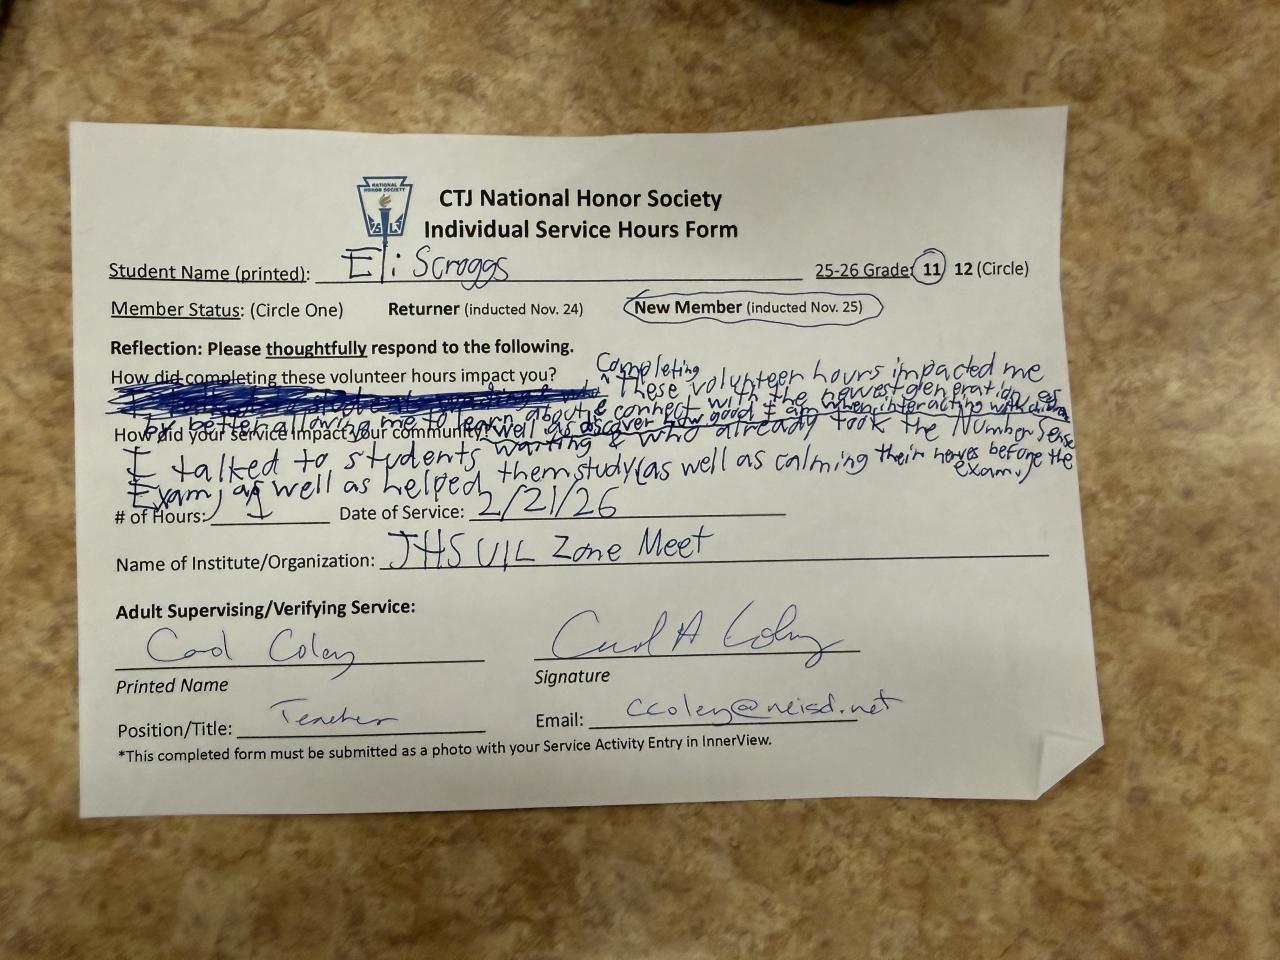 NATIONAL
HONOR SOCIETY
CTJ National Honor Society
Individual Service Hours Form
Student Name (printed): Eli Scroggs 25-26 Grade: 11 12 (Circle)
Member Status: (Circle One) Returner (inducted Nov. 24) New Member (inducted Nov. 25)
Reflection: Please thoughtfully respond to the following.
How did completing these volunteer hours impact you? Completing these volunteer hours impacted me
by better allowing me to learn about & connect with the newest generation, as
well as discover how good I am when interacting with children
How did your service impact your community?
I talked to students waiting & who already took the Number Sense
Exam, as well as helped them study (as well as calming their nerves before the
exam.)
# of Hours: 1 Date of Service: 2/21/26
Name of Institute/Organization: JHS UIL Zone Meet
Adult Supervising/Verifying Service:
Carol Coley Carol A Coley
Printed Name Signature
Position/Title: Teacher Email: ccoley@neisd.net
*This completed form must be submitted as a photo with your Service Activity Entry in InnerView.